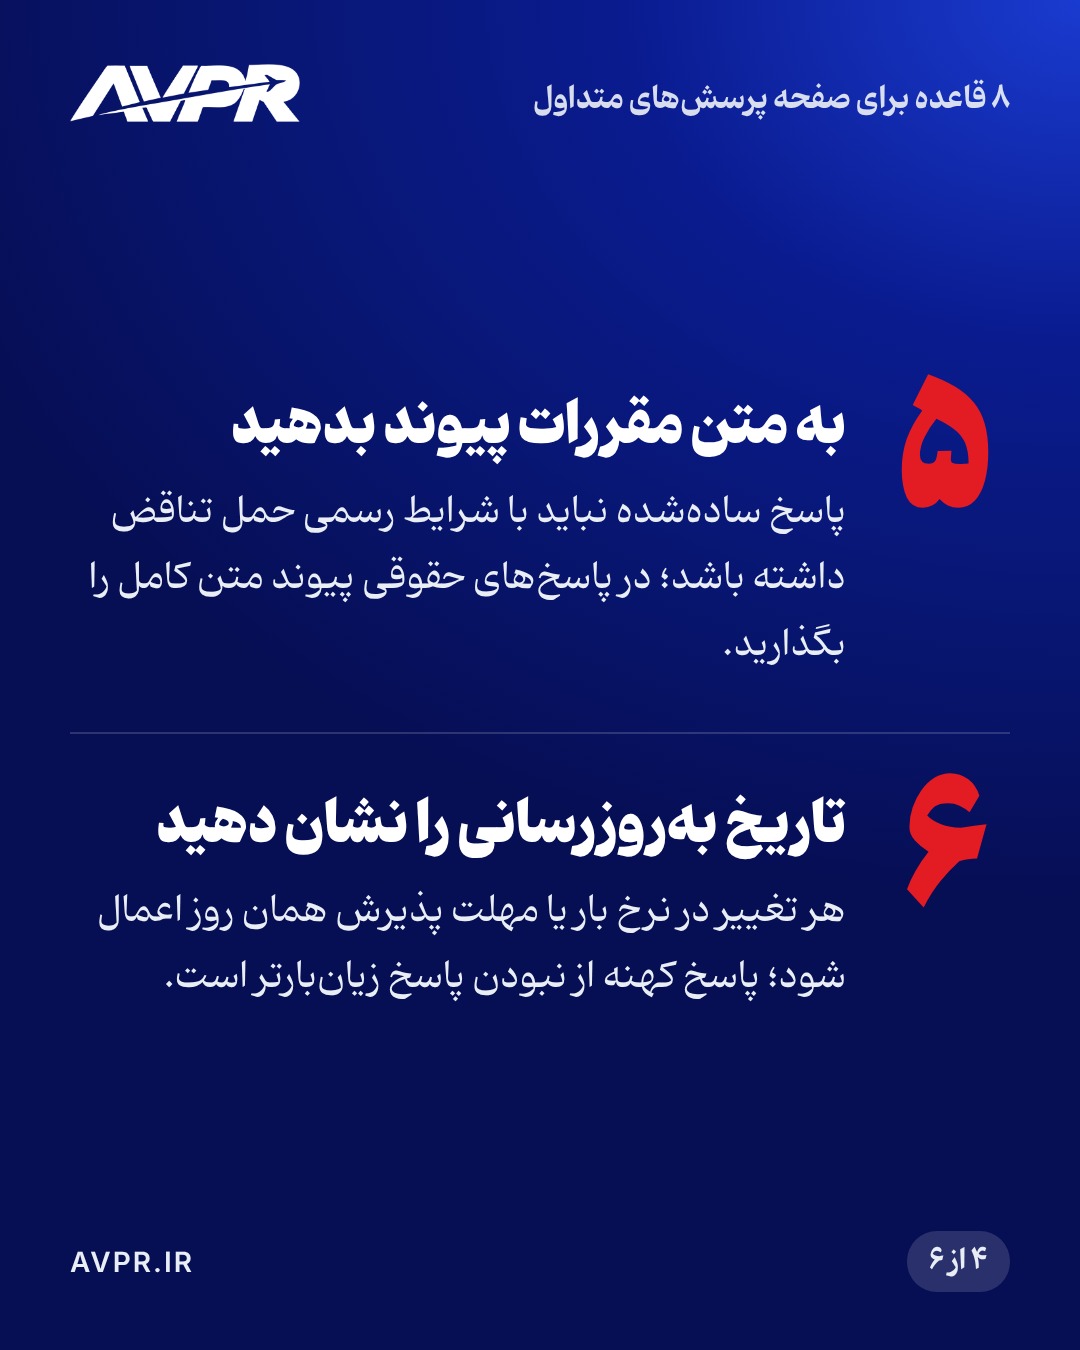 ۸ قاعده برای صفحه پرسش‌های متداول
AVPR
۵
به متن مقررات پیوند بدهید
پاسخ ساده‌شده نباید با شرایط رسمی حمل تناقض
داشته باشد؛ در پاسخ‌های حقوقی پیوند متن کامل را
بگذارید.
۶
تاریخ به‌روزرسانی را نشان دهید
هر تغییر در نرخ بار یا مهلت پذیرش همان روز اعمال
شود؛ پاسخ کهنه از نبودن پاسخ زیان‌بارتر است.
۴ از ۶
AVPR.IR